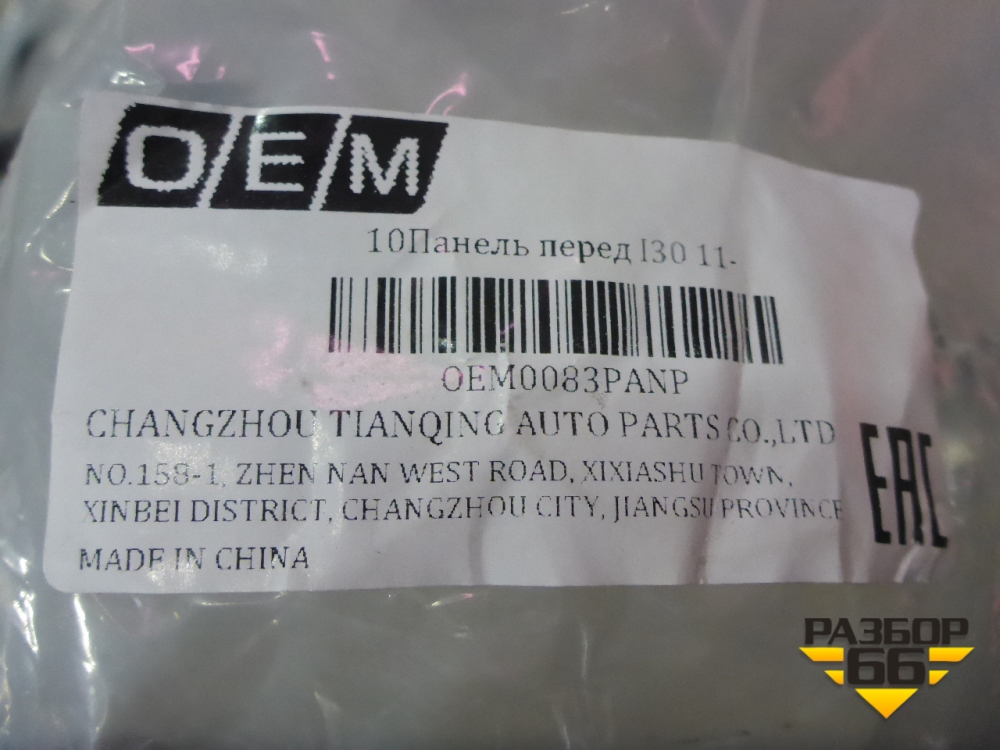 OEM
10Панель перед I30 11-
OEM0083PANP
CHANGZHOU TIANQING AUTO PARTS CO.,LTD
NO.158-1, ZHEN NAN WEST ROAD, XIXIASHU TOWN,
XINBEI DISTRICT, CHANGZHOU CITY, JIANGSU PROVINCE
EAC
MADE IN CHINA
РАЗБОР
66